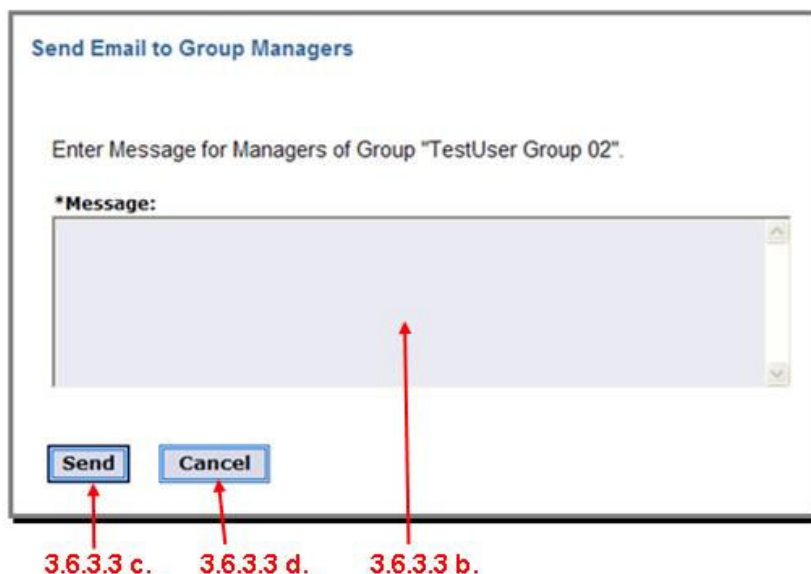 Send Email to Group Managers
Enter Message for Managers of Group "TestUser Group 02".
*Message:
Send Cancel
3.6.3.3 c. 3.6.3.3 d. 3.6.3.3 b.